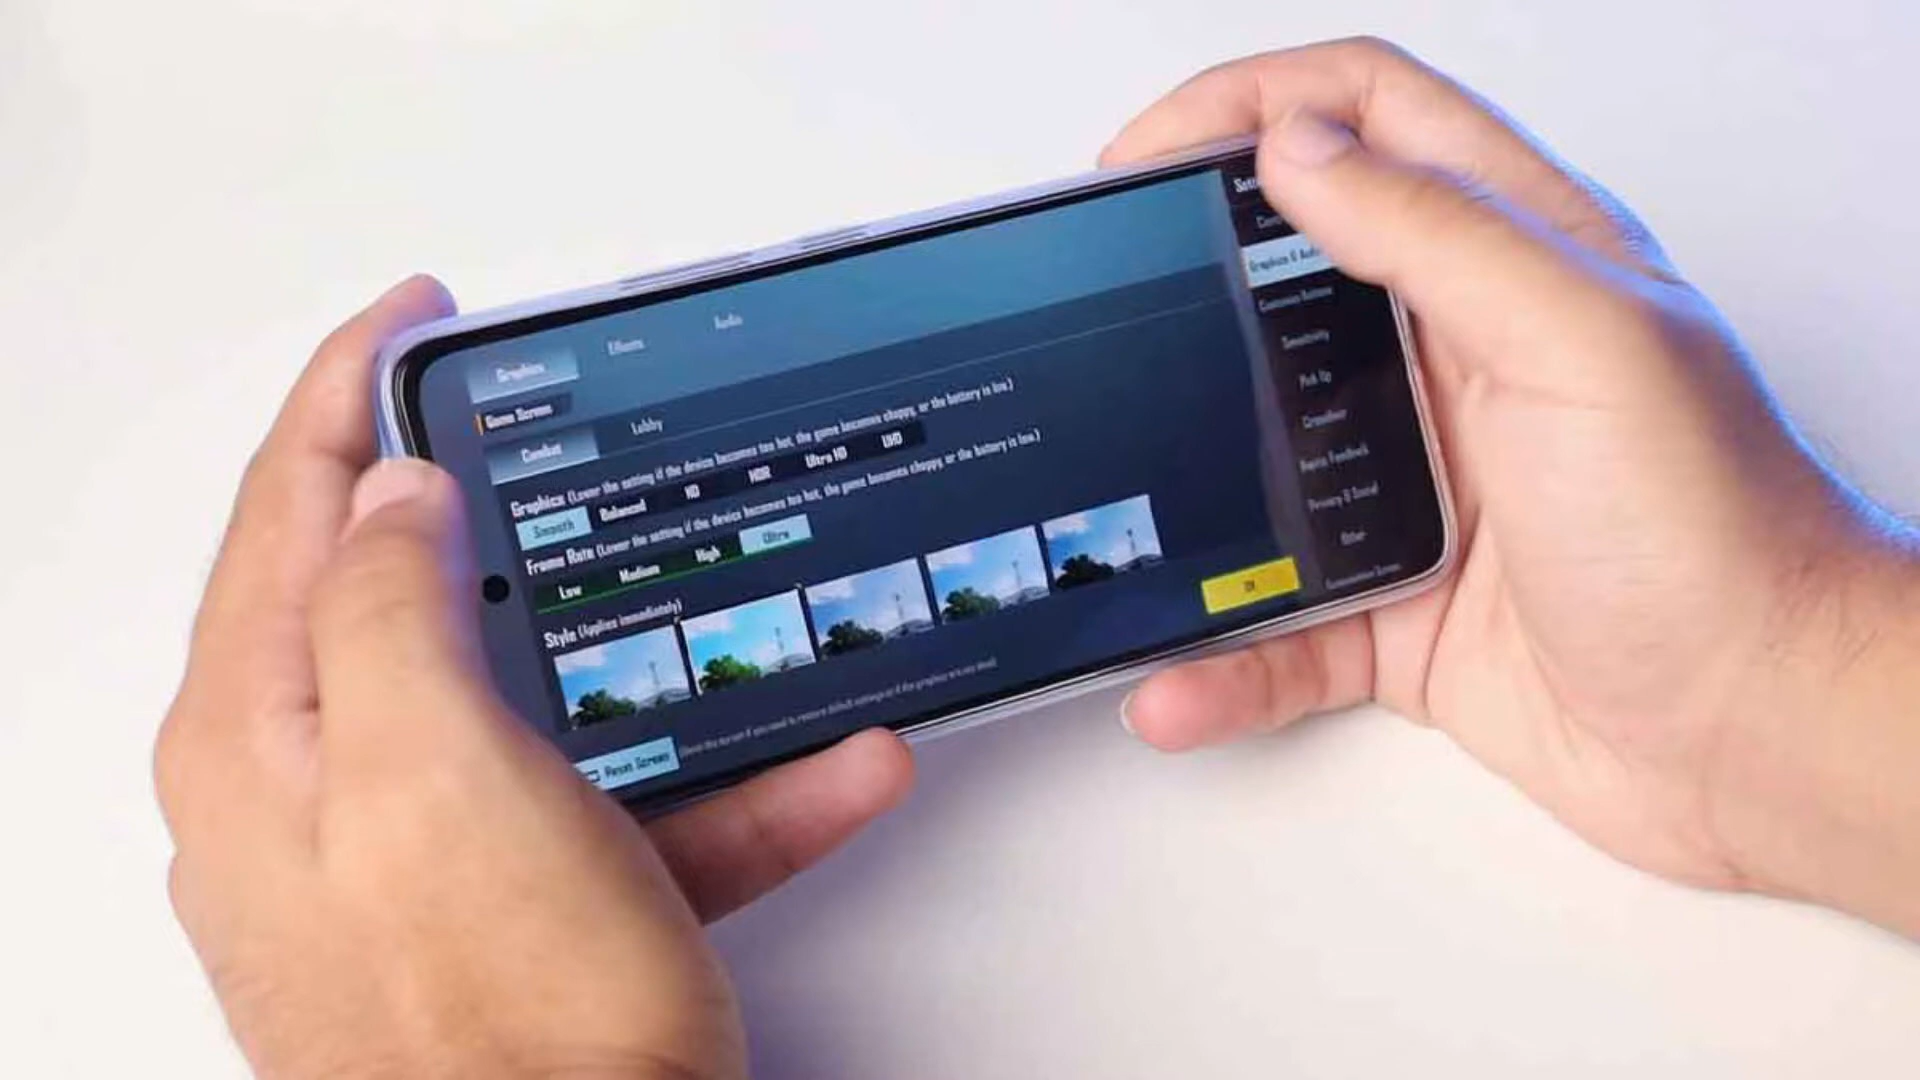 Graphics Effects Audio
Game Screen
Combat Lobby
Graphics (Lower the setting if the device becomes too hot, the game becomes choppy, or the battery is low.)
Smooth Balanced HD HDR Ultra HD UHD
Frame Rate (Lower the setting if the device becomes too hot, the game becomes choppy, or the battery is low.)
Low Medium High Ultra
Style (Applies immediately)
Reset Screen
OK
Graphics &
Sensitivity
Pick Up
Crosshair
Haptic Feedback
Privacy & Social
Other